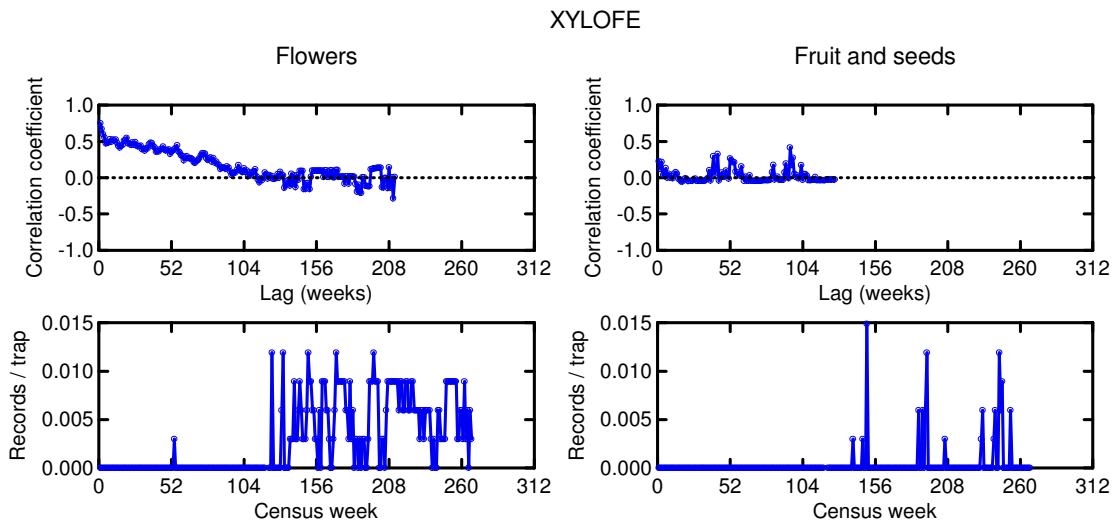 XYLOFE
Flowers
Fruit and seeds
Correlation coefficient
1.0
0.5
0.0
-0.5
-1.0
0 52 104 156 208 260 312
Lag (weeks)
Correlation coefficient
1.0
0.5
0.0
-0.5
-1.0
0 52 104 156 208 260 312
Lag (weeks)
Records / trap
0.015
0.010
0.005
0.000
0 52 104 156 208 260 312
Census week
Records / trap
0.015
0.010
0.005
0.000
0 52 104 156 208 260 312
Census week